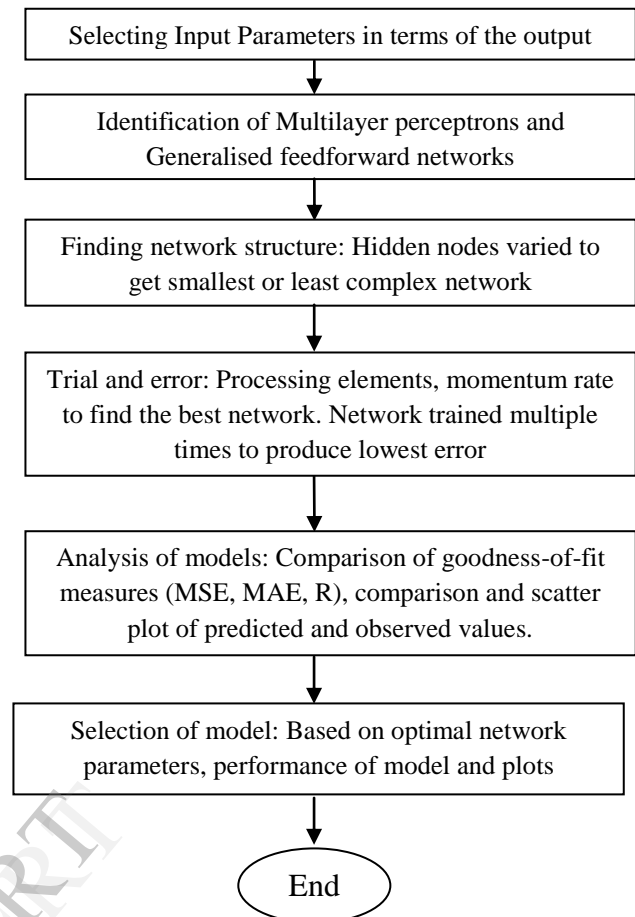 Selecting Input Parameters in terms of the output
Identification of Multilayer perceptrons and
Generalised feedforward networks
Finding network structure: Hidden nodes varied to
get smallest or least complex network
Trial and error: Processing elements, momentum rate
to find the best network. Network trained multiple
times to produce lowest error
Analysis of models: Comparison of goodness-of-fit
measures (MSE, MAE, R), comparison and scatter
plot of predicted and observed values.
Selection of model: Based on optimal network
parameters, performance of model and plots
End
RT